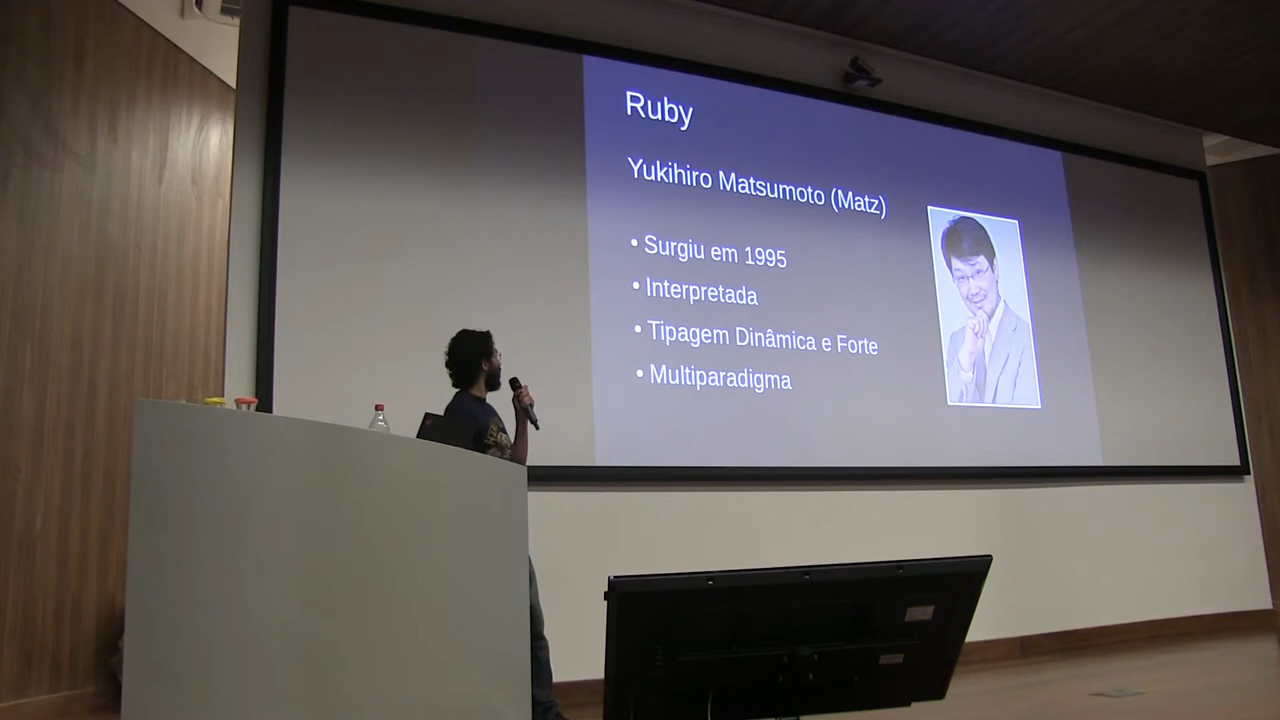 Ruby
Yukihiro Matsumoto (Matz)
• Surgiu em 1995
• Interpretada
• Tipagem Dinâmica e Forte
• Multiparadigma